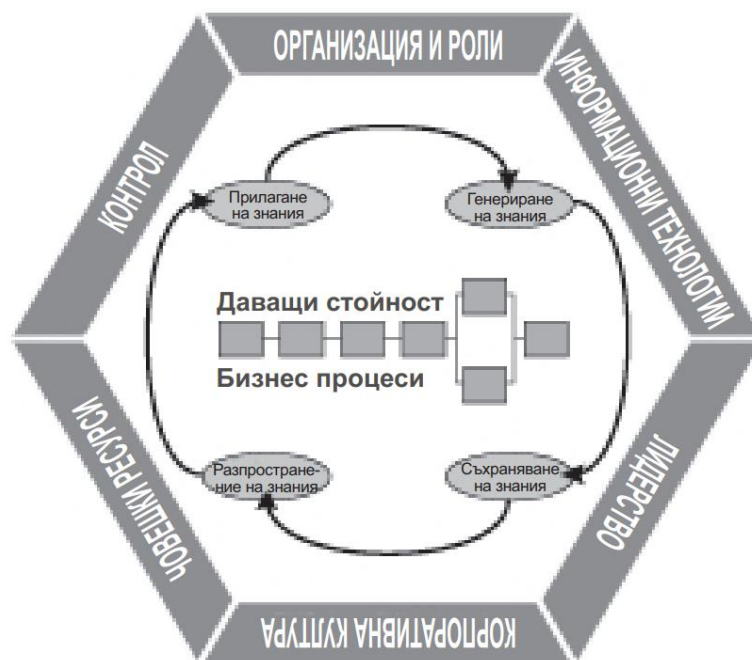 ОРГАНИЗАЦИЯ И РОЛИ
ИНФОРМАЦИОННИ ТЕХНОЛОГИИ
КОНТРОЛ
Прилагане
на знания
Генериране
на знания
Даващи стойност
Бизнес процеси
Разпростране-
ние на знания
Съхраняване
на знания
ЧОВЕШКИ РЕСУРСИ
ЛИДЕРСТВО
КОРПОРАТИВНА КУЛТУРА